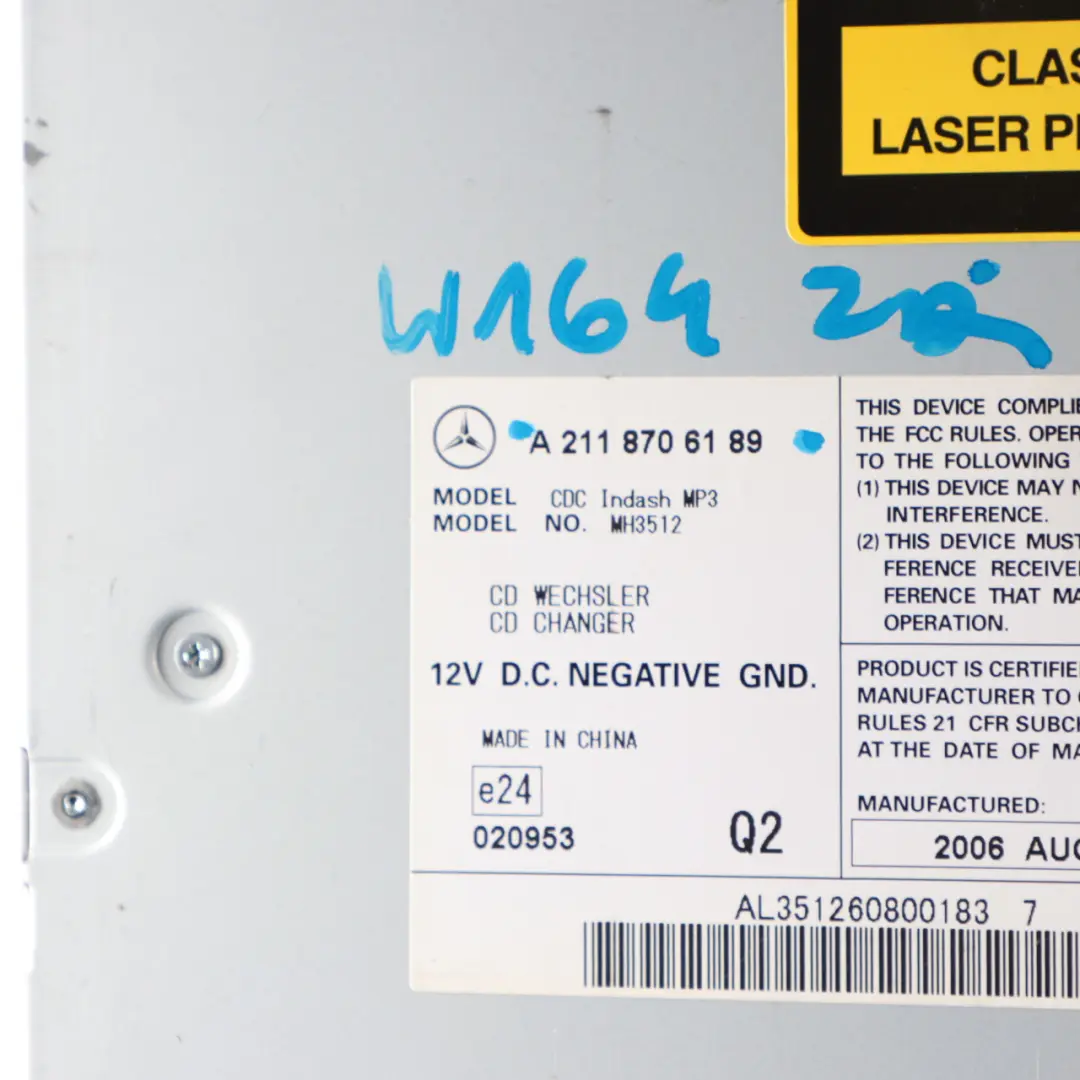 CLAS
LASER P
W164
A 211 870 61 89
MODEL CDC Indash MP3
MODEL NO. MH3512
CD WECHSLER
CD CHANGER
12V D.C. NEGATIVE GND.
MADE IN CHINA
e24
020953
Q2
THIS DEVICE COMPLIE
THE FCC RULES. OPER
TO THE FOLLOWING
(1) THIS DEVICE MAY N
INTERFERENCE.
(2) THIS DEVICE MUST
FERENCE RECEIVE
FERENCE THAT MA
OPERATION.
PRODUCT IS CERTIFIE
MANUFACTURER TO
RULES 21 CFR SUBC
AT THE DATE OF MA
MANUFACTURED:
2006 AUG
AL351260800183 7